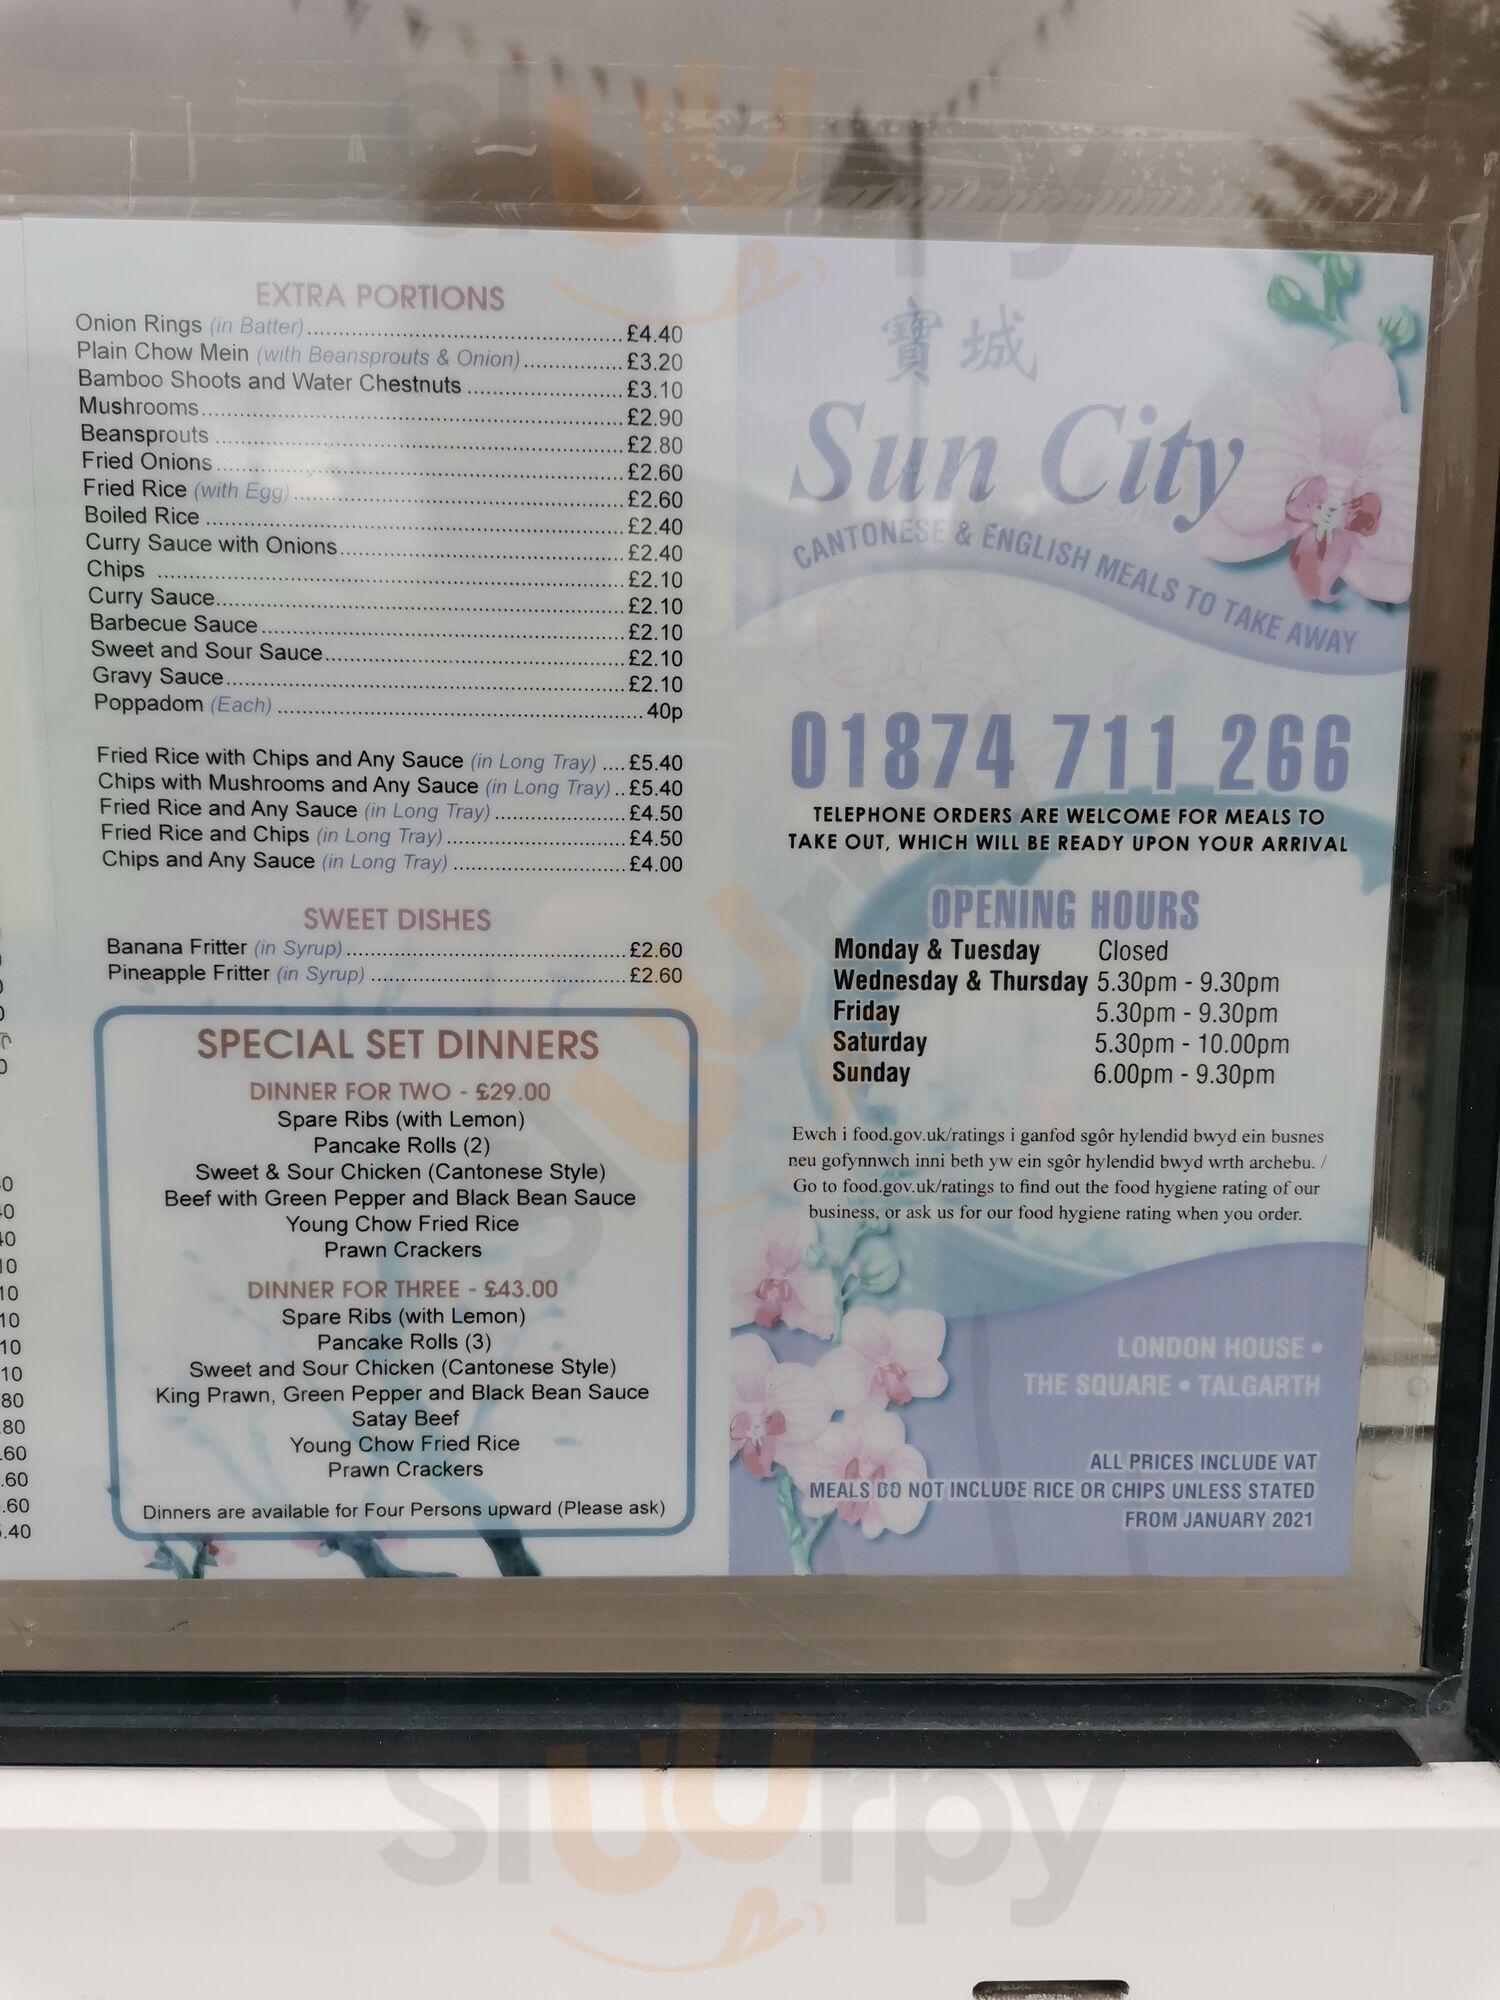 EXTRA PORTIONS
Onion Rings (in Batter) £4.40
Plain Chow Mein (with Beansprouts & Onion) £3.20
Bamboo Shoots and Water Chestnuts £3.10
Mushrooms £2.90
Beansprouts £2.80
Fried Onions £2.60
Fried Rice (with Egg) £2.60
Boiled Rice £2.40
Curry Sauce with Onions £2.40
Chips £2.10
Curry Sauce £2.10
Barbecue Sauce £2.10
Sweet and Sour Sauce £2.10
Gravy Sauce £2.10
Poppadom (Each) 40p
Fried Rice with Chips and Any Sauce (in Long Tray) £5.40
Chips with Mushrooms and Any Sauce (in Long Tray) £5.40
Fried Rice and Any Sauce (in Long Tray) £4.50
Fried Rice and Chips (in Long Tray) £4.50
Chips and Any Sauce (in Long Tray) £4.00
SWEET DISHES
Banana Fritter (in Syrup) £2.60
Pineapple Fritter (in Syrup) £2.60
SPECIAL SET DINNERS
DINNER FOR TWO - £29.00
Spare Ribs (with Lemon)
Pancake Rolls (2)
Sweet & Sour Chicken (Cantonese Style)
Beef with Green Pepper and Black Bean Sauce
Young Chow Fried Rice
Prawn Crackers
DINNER FOR THREE - £43.00
Spare Ribs (with Lemon)
Pancake Rolls (3)
Sweet and Sour Chicken (Cantonese Style)
King Prawn, Green Pepper and Black Bean Sauce
Satay Beef
Young Chow Fried Rice
Prawn Crackers
Dinners are available for Four Persons upward (Please ask)
寶城
Sun City
CANTONESE & ENGLISH MEALS TO TAKE AWAY
01874 711 266
TELEPHONE ORDERS ARE WELCOME FOR MEALS TO
TAKE OUT, WHICH WILL BE READY UPON YOUR ARRIVAL
OPENING HOURS
Monday & Tuesday Closed
Wednesday & Thursday 5.30pm - 9.30pm
Friday 5.30pm - 9.30pm
Saturday 5.30pm - 10.00pm
Sunday 6.00pm - 9.30pm
Ewch i food.gov.uk/ratings i ganfod sgôr hylendid bwyd ein busnes
neu gofynnwch inni beth yw ein sgôr hylendid bwyd wrth archebu. /
Go to food.gov.uk/ratings to find out the food hygiene rating of our
business, or ask us for our food hygiene rating when you order.
LONDON HOUSE •
THE SQUARE • TALGARTH
ALL PRICES INCLUDE VAT
MEALS DO NOT INCLUDE RICE OR CHIPS UNLESS STATED
FROM JANUARY 2021
sluurpy
sluurpy
sluurpy